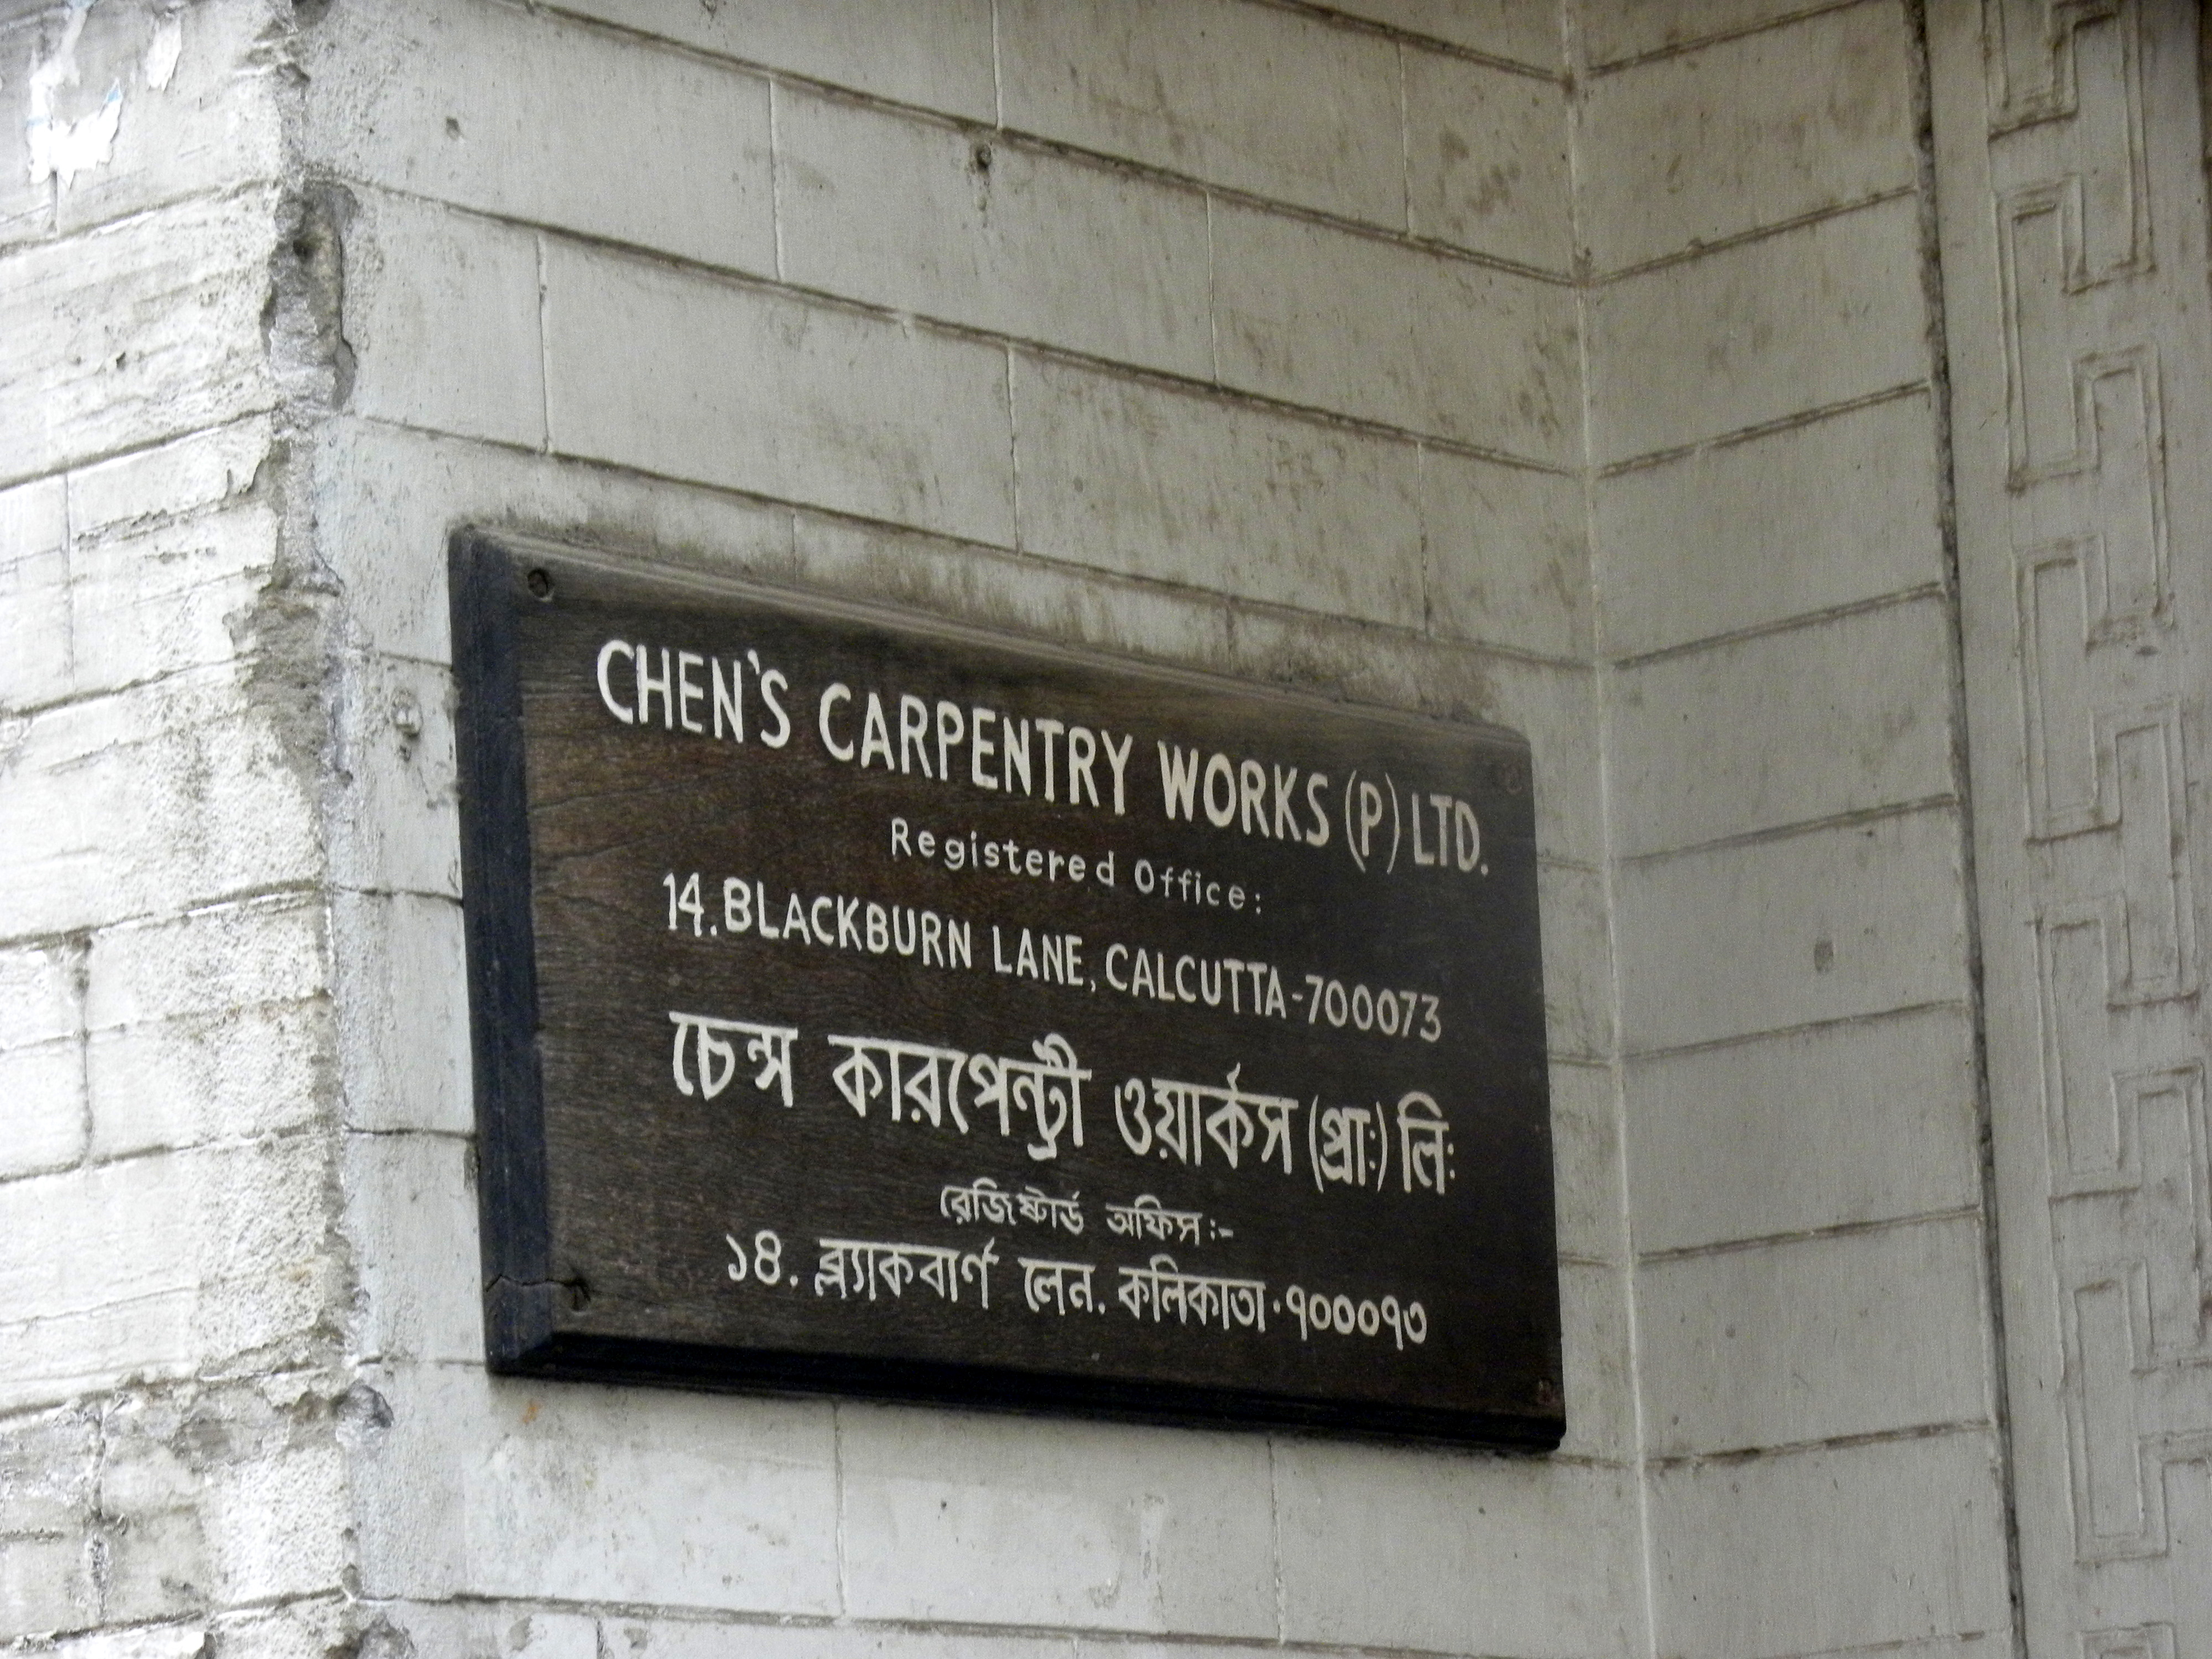 CHEN'S CARPENTRY WORKS (P) LTD.
Registered Office:
14. BLACKBURN LANE, CALCUTTA-700073
চেন্স কারপেন্ট্রী ওয়ার্কস (প্রাঃ) লিঃ
রেজিষ্টার্ড অফিস:-
১৪. ব্ল্যাকবার্ণ লেন. কলিকাতা·৭০০০৭৩